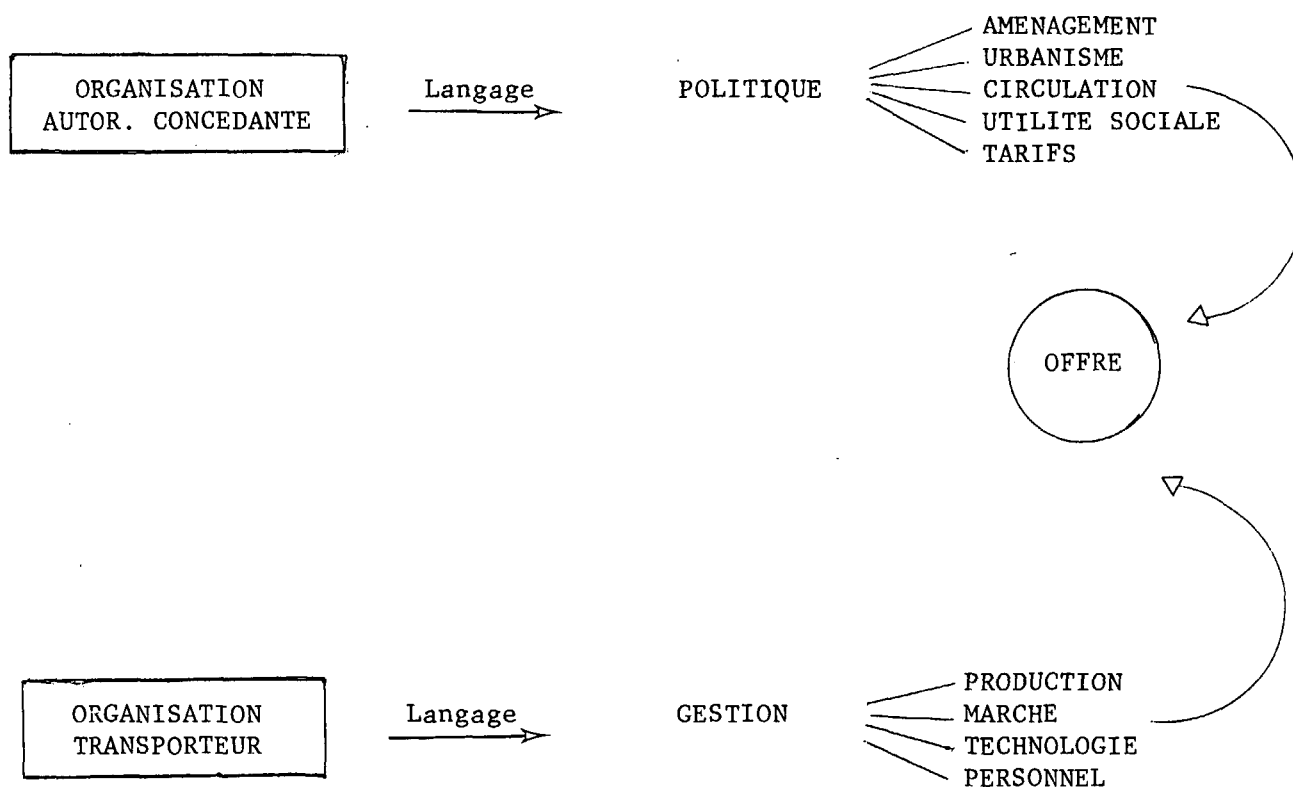 ORGANISATION
AUTOR. CONCEDANTE
Langage
POLITIQUE
AMENAGEMENT
URBANISME
CIRCULATION
UTILITE SOCIALE
TARIFS
OFFRE
ORGANISATION
TRANSPORTEUR
Langage
GESTION
PRODUCTION
MARCHE
TECHNOLOGIE
PERSONNEL